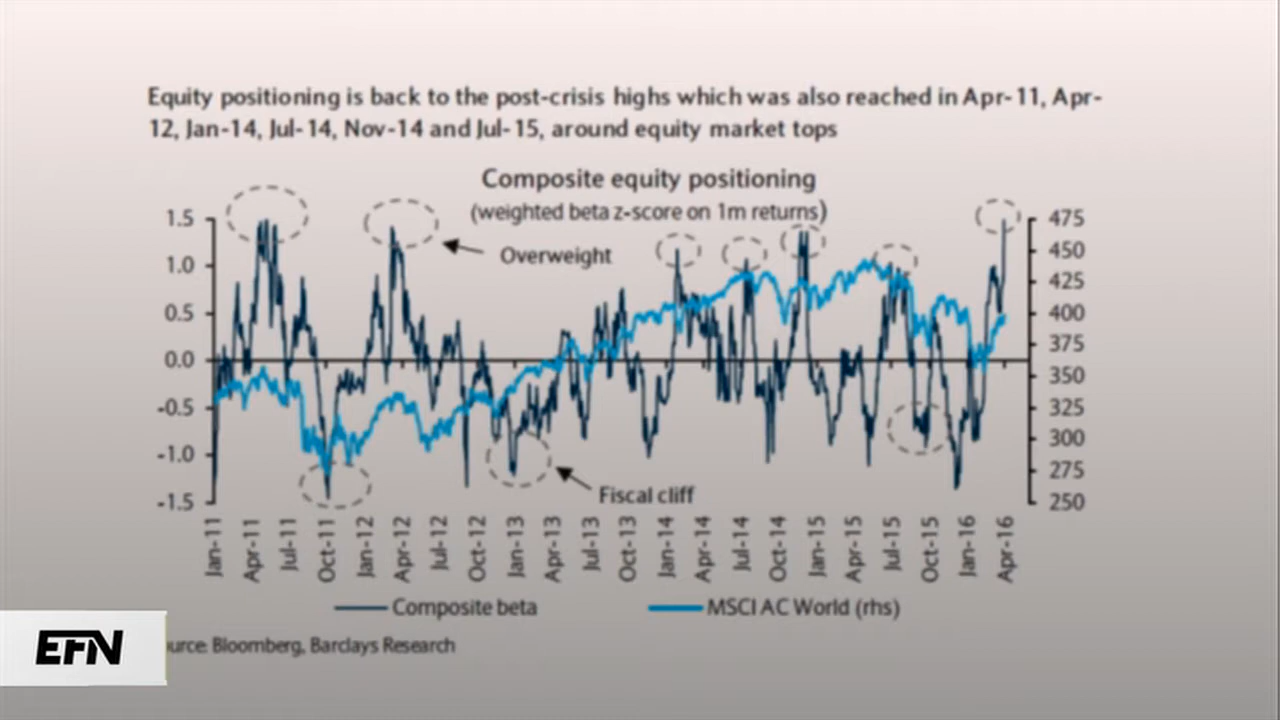 Equity positioning is back to the post-crisis highs which was also reached in Apr-11, Apr-
12, Jan-14, Jul-14, Nov-14 and Jul-15, around equity market tops
Composite equity positioning
(weighted beta z-score on 1m returns)
Overweight
Fiscal cliff
1.5
1.0
0.5
0.0
-0.5
-1.0
-1.5
475
450
425
400
375
350
325
300
275
250
Jan-11
Apr-11
Jul-11
Oct-11
Jan-12
Apr-12
Jul-12
Oct-12
Jan-13
Apr-13
Jul-13
Oct-13
Jan-14
Apr-14
Jul-14
Oct-14
Jan-15
Apr-15
Jul-15
Oct-15
Jan-16
Apr-16
Composite beta
MSCI AC World (rhs)
urce: Bloomberg, Barclays Research
EFN